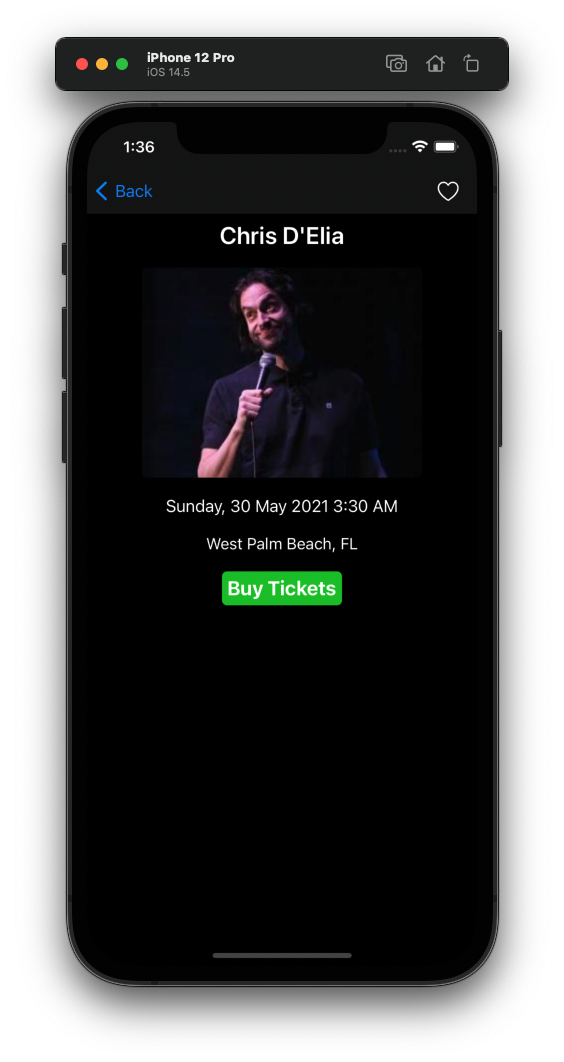 iPhone 12 Pro
iOS 14.5
1:36
Back
Chris D'Elia
Sunday, 30 May 2021 3:30 AM
West Palm Beach, FL
Buy Tickets